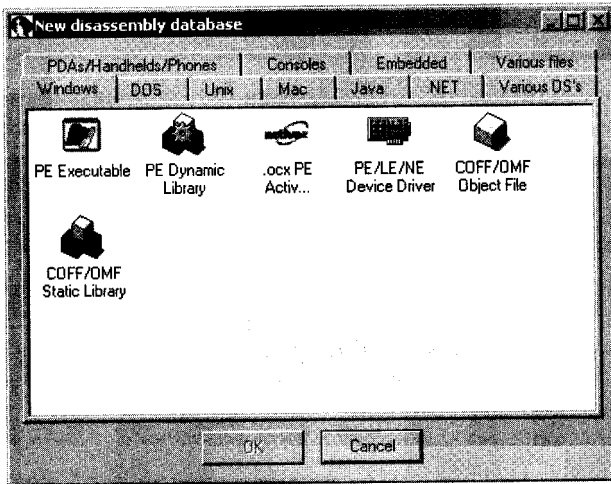 New disassembly database
PDAs/Handhelds/Phones Consoles Embedded Various files
Windows DOS Unix Mac Java .NET Various OS's
PE Executable
PE Dynamic
Library
.ocx PE
Activ...
PE/LE/NE
Device Driver
COFF/OMF
Object File
COFF/OMF
Static Library
OK Cancel